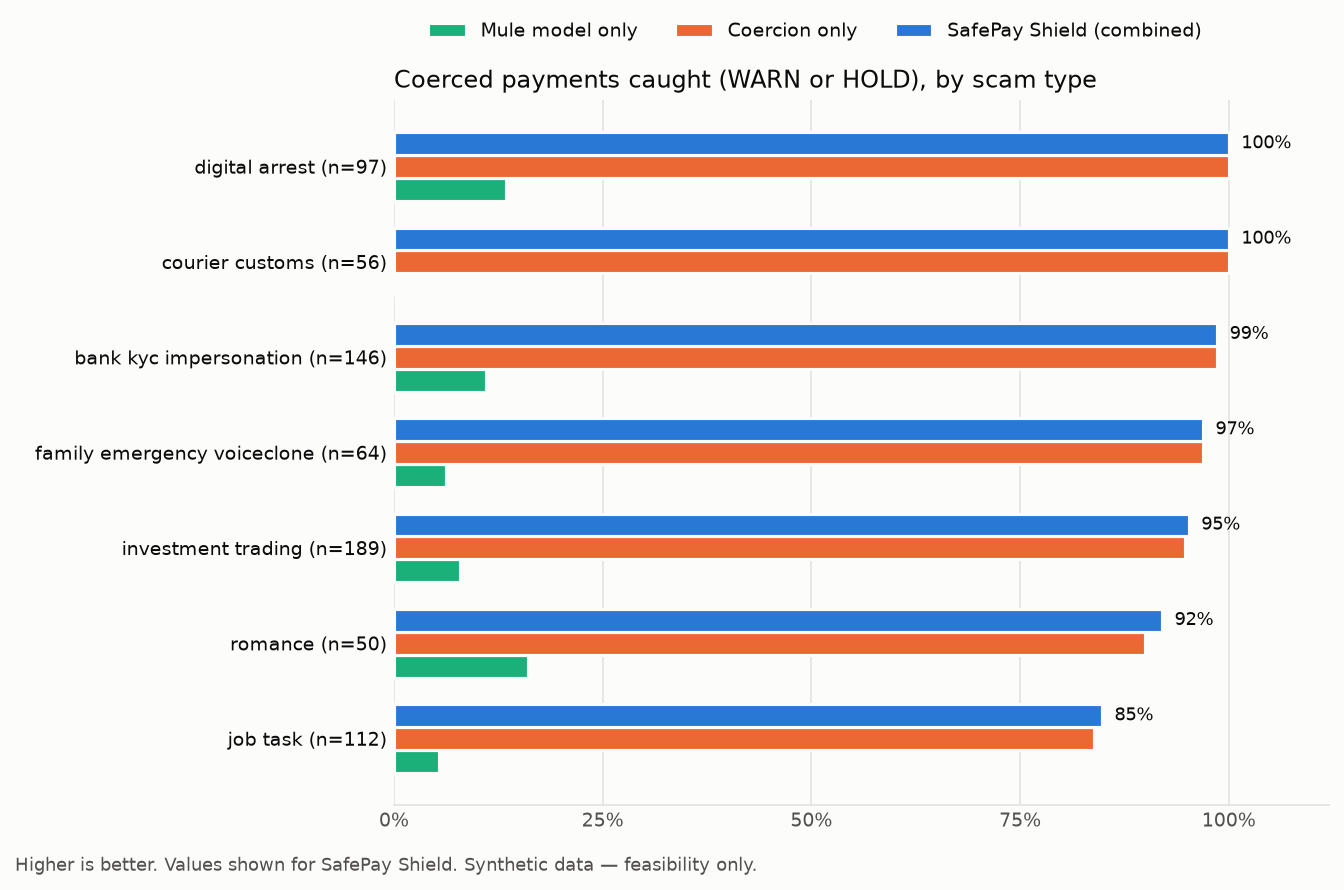 Mule model only Coercion only SafePay Shield (combined)
Coerced payments caught (WARN or HOLD), by scam type
digital arrest (n=97) 100%
courier customs (n=56) 100%
bank kyc impersonation (n=146) 99%
family emergency voiceclone (n=64) 97%
investment trading (n=189) 95%
romance (n=50) 92%
job task (n=112) 85%
0% 25% 50% 75% 100%
Higher is better. Values shown for SafePay Shield. Synthetic data — feasibility only.